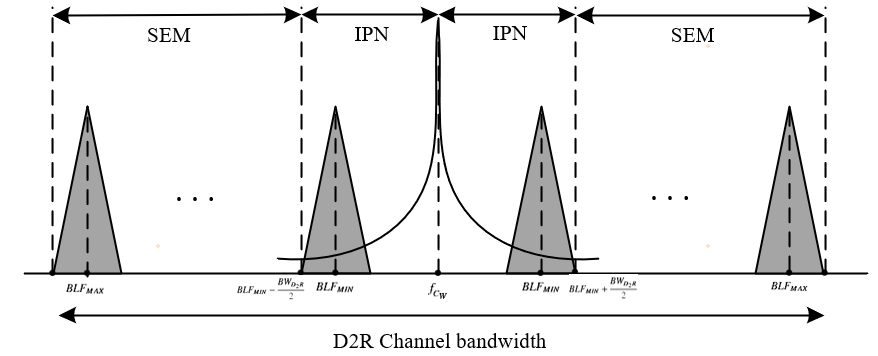 SEM IPN IPN SEM
. . . . . .
BLF_MAX BLF_MIN − BW_D2R/2 BLF_MIN f_CW BLF_MIN BLF_MIN + BW_D2R/2 BLF_MAX
D2R Channel bandwidth